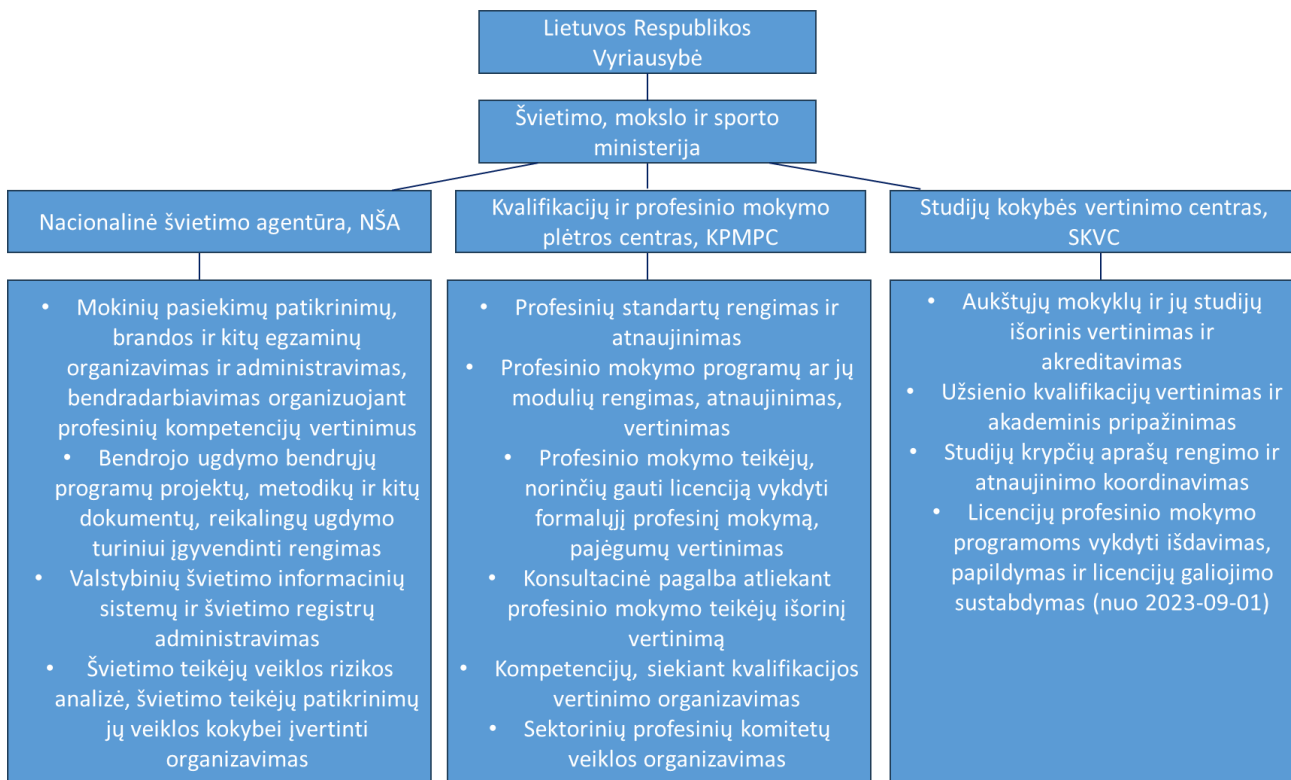 Lietuvos Respublikos
Vyriausybė
Švietimo, mokslo ir sporto
ministerija
Nacionalinė švietimo agentūra, NŠA
Kvalifikacijų ir profesinio mokymo
plėtros centras, KPMPC
Studijų kokybės vertinimo centras,
SKVC
• Mokinių pasiekimų patikrinimų,
brandos ir kitų egzaminų
organizavimas ir administravimas,
bendradarbiavimas organizuojant
profesinių kompetencijų vertinimus
• Bendrojo ugdymo bendrųjų
programų projektų, metodikų ir kitų
dokumentų, reikalingų ugdymo
turiniui įgyvendinti rengimas
• Valstybinių švietimo informacinių
sistemų ir švietimo registrų
administravimas
• Švietimo teikėjų veiklos rizikos
analizė, švietimo teikėjų patikrinimų
jų veiklos kokybei įvertinti
organizavimas
• Profesinių standartų rengimas ir
atnaujinimas
• Profesinio mokymo programų ar jų
modulių rengimas, atnaujinimas,
vertinimas
• Profesinio mokymo teikėjų,
norinčių gauti licenciją vykdyti
formalųjį profesinį mokymą,
pajėgumų vertinimas
• Konsultacinė pagalba atliekant
profesinio mokymo teikėjų išorinį
vertinimą
• Kompetencijų, siekiant kvalifikacijos
vertinimo organizavimas
• Sektorinių profesinių komitetų
veiklos organizavimas
• Aukštųjų mokyklų ir jų studijų
išorinis vertinimas ir
akreditavimas
• Užsienio kvalifikacijų vertinimas ir
akademinis pripažinimas
• Studijų krypčių aprašų rengimo ir
atnaujinimo koordinavimas
• Licencijų profesinio mokymo
programoms vykdyti išdavimas,
papildymas ir licencijų galiojimo
sustabdymas (nuo 2023-09-01)